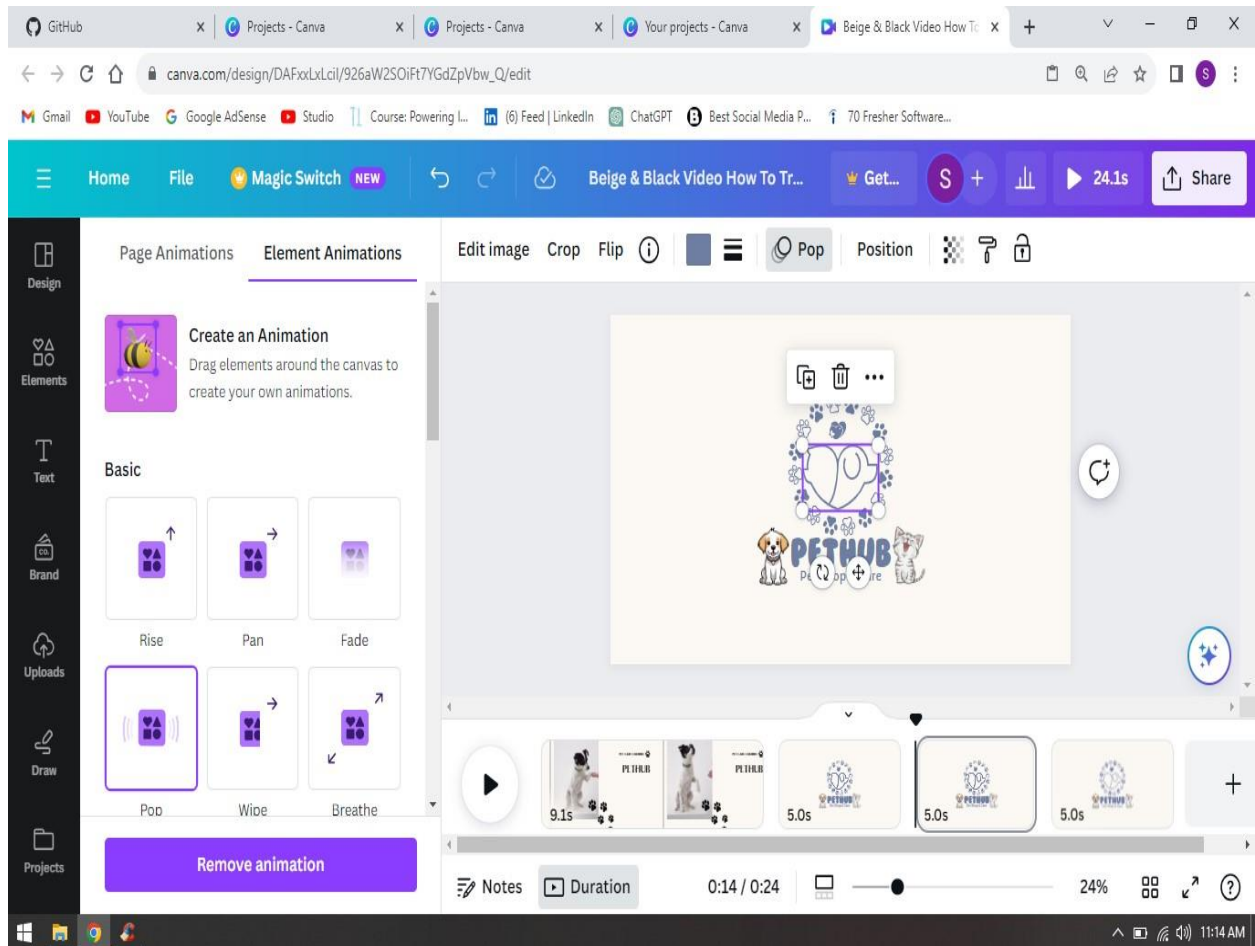 GitHub
Projects - Canva
Projects - Canva
Your projects - Canva
Beige & Black Video How To
canva.com/design/DAFxxLxLciI/926aW2SOiFt7YGdZpVbw_Q/edit
S
Gmail YouTube Google AdSense Studio Course: Powering I... (6) Feed | LinkedIn ChatGPT Best Social Media P... 70 Fresher Software...
Home File Magic Switch NEW Beige & Black Video How To Tr... Get... S + 24.1s Share
Page Animations Element Animations
Edit image Crop Flip Pop Position
Design
Elements
Text
Brand
Uploads
Draw
Projects
Create an Animation
Drag elements around the canvas to
create your own animations.
Basic
Rise Pan Fade
Pop Wipe Breathe
Remove animation
PETHUB
PETHUB PETHUB
9.1s 5.0s 5.0s 5.0s
PETHUB PETHUB PETHUB
Notes Duration 0:14 / 0:24 24%
11:14 AM